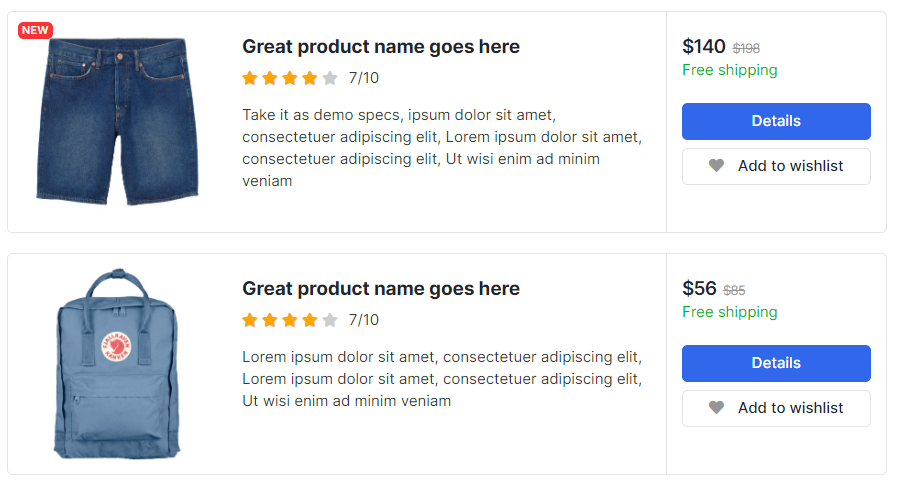 NEW
Great product name goes here
7/10
Take it as demo specs, ipsum dolor sit amet,
consectetuer adipiscing elit, Lorem ipsum dolor sit amet,
consectetuer adipiscing elit, Ut wisi enim ad minim
veniam
$140 $198
Free shipping
Details
Add to wishlist
Great product name goes here
7/10
Lorem ipsum dolor sit amet, consectetuer adipiscing elit,
Lorem ipsum dolor sit amet, consectetuer adipiscing elit,
Ut wisi enim ad minim veniam
$56 $85
Free shipping
Details
Add to wishlist